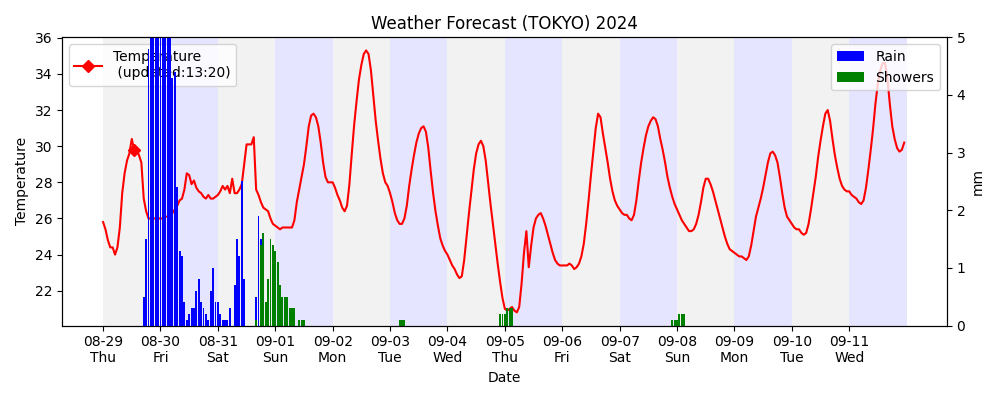 Weather Forecast (TOKYO) 2024
Temperature
(updated:13:20)
Rain
Showers
36
34
32
30
28
26
24
22
Temperature
5
4
3
2
1
0
mm
08-29 08-30 08-31 09-01 09-02 09-03 09-04 09-05 09-06 09-07 09-08 09-09 09-10 09-11
Thu Fri Sat Sun Mon Tue Wed Thu Fri Sat Sun Mon Tue Wed
Date